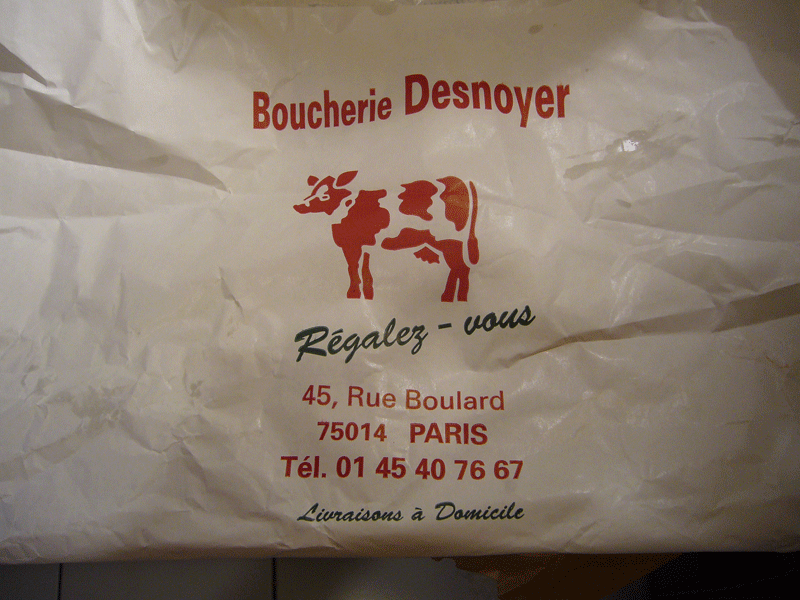 Boucherie Desnoyer
Régalez - vous
45, Rue Boulard
75014 PARIS
Tél. 01 45 40 76 67
Livraisons à Domicile